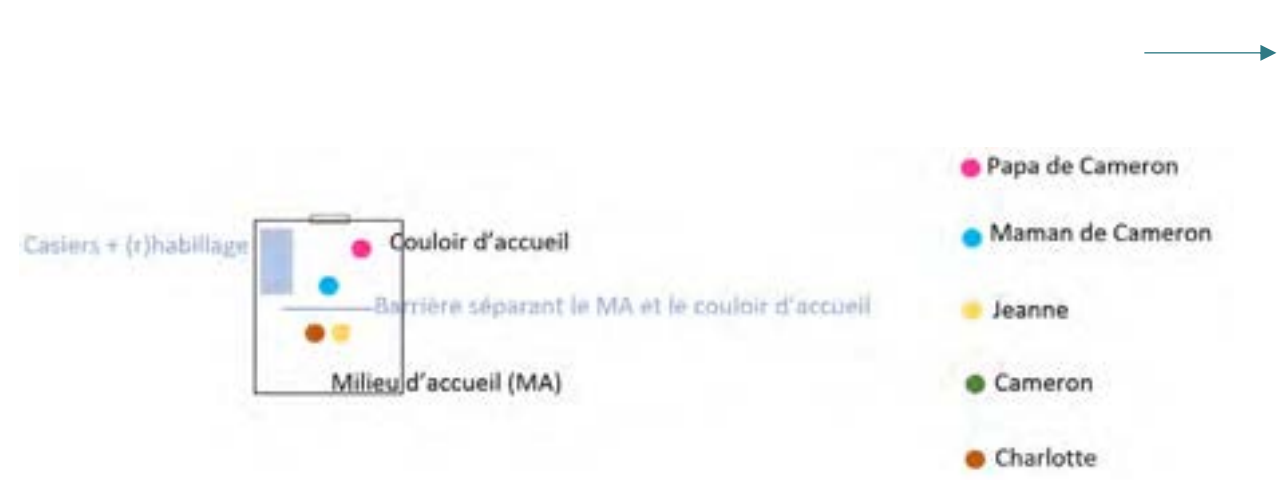 Papa de Cameron
Maman de Cameron
Casiers + (r)habillage
Couloir d'accueil
Barrière séparant le MA et le couloir d'accueil
Jeanne
Milieu d'accueil (MA)
Cameron
Charlotte